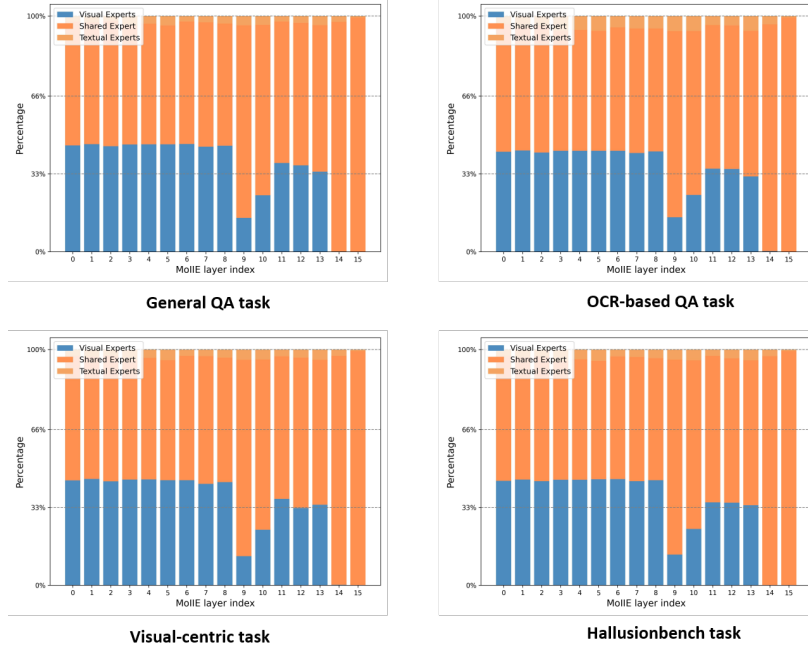 100%
66%
33%
0%
Percentage
Visual Experts
Shared Expert
Textual Experts
0 1 2 3 4 5 6 7 8 9 10 11 12 13 14 15
MoIIE layer index
General QA task
100%
66%
33%
0%
Percentage
Visual Experts
Shared Expert
Textual Experts
0 1 2 3 4 5 6 7 8 9 10 11 12 13 14 15
MoIIE layer index
OCR-based QA task
100%
66%
33%
0%
Percentage
Visual Experts
Shared Expert
Textual Experts
0 1 2 3 4 5 6 7 8 9 10 11 12 13 14 15
MoIIE layer index
Visual-centric task
100%
66%
33%
0%
Percentage
Visual Experts
Shared Expert
Textual Experts
0 1 2 3 4 5 6 7 8 9 10 11 12 13 14 15
MoIIE layer index
Hallusionbench task